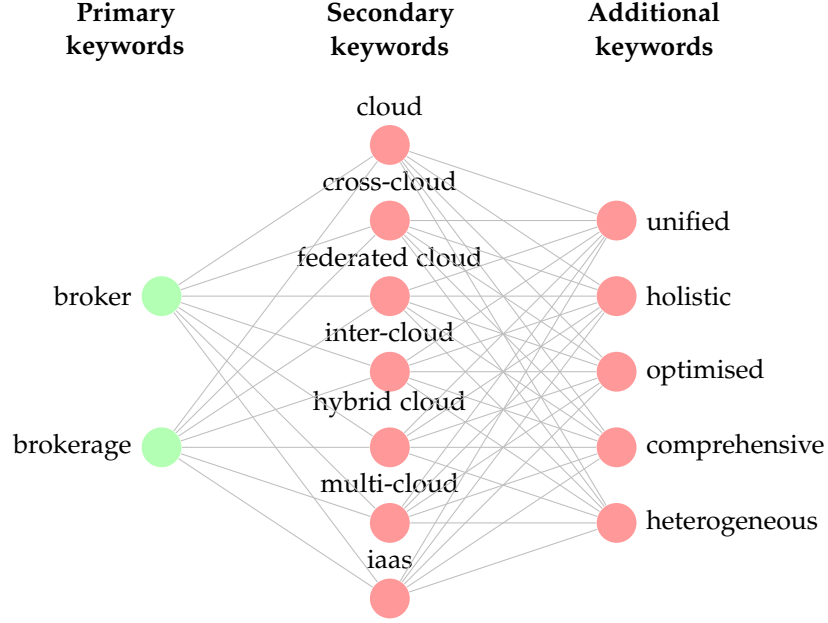 Primary
keywords
Secondary
keywords
Additional
keywords
cloud
cross-cloud
federated cloud
inter-cloud
hybrid cloud
multi-cloud
iaas
broker
brokerage
unified
holistic
optimised
comprehensive
heterogeneous